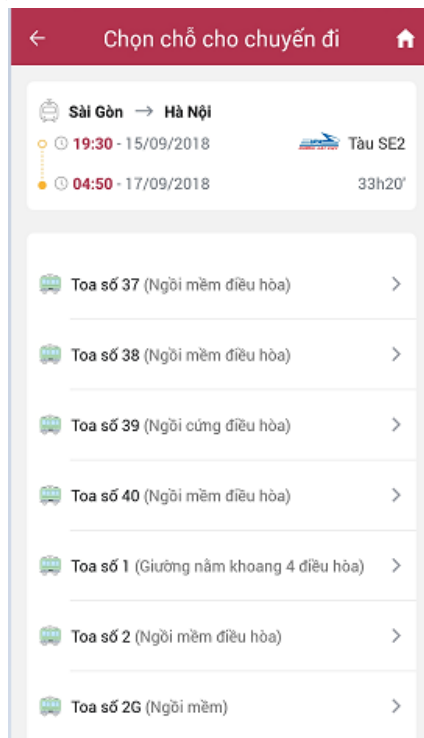 Chọn chỗ cho chuyến đi
Sài Gòn → Hà Nội
19:30 - 15/09/2018 Tàu SE2
04:50 - 17/09/2018 33h20'
Toa số 37 (Ngồi mềm điều hòa)
Toa số 38 (Ngồi mềm điều hòa)
Toa số 39 (Ngồi cứng điều hòa)
Toa số 40 (Ngồi mềm điều hòa)
Toa số 1 (Giường nằm khoang 4 điều hòa)
Toa số 2 (Ngồi mềm điều hòa)
Toa số 2G (Ngồi mềm)